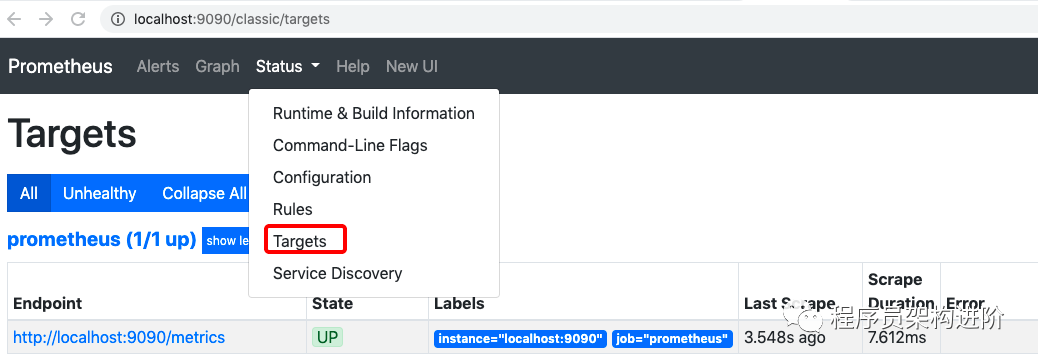 localhost:9090/classic/targets
Prometheus Alerts Graph Status Help New UI
Runtime & Build Information
Command-Line Flags
Configuration
Rules
Targets
Service Discovery
Targets
All Unhealthy Collapse All
prometheus (1/1 up) show le
Endpoint State Labels Last Scrape Scrape Duration Error
http://localhost:9090/metrics UP instance="localhost:9090" job="prometheus" 3.548s ago 7.612ms
程序员架构进阶